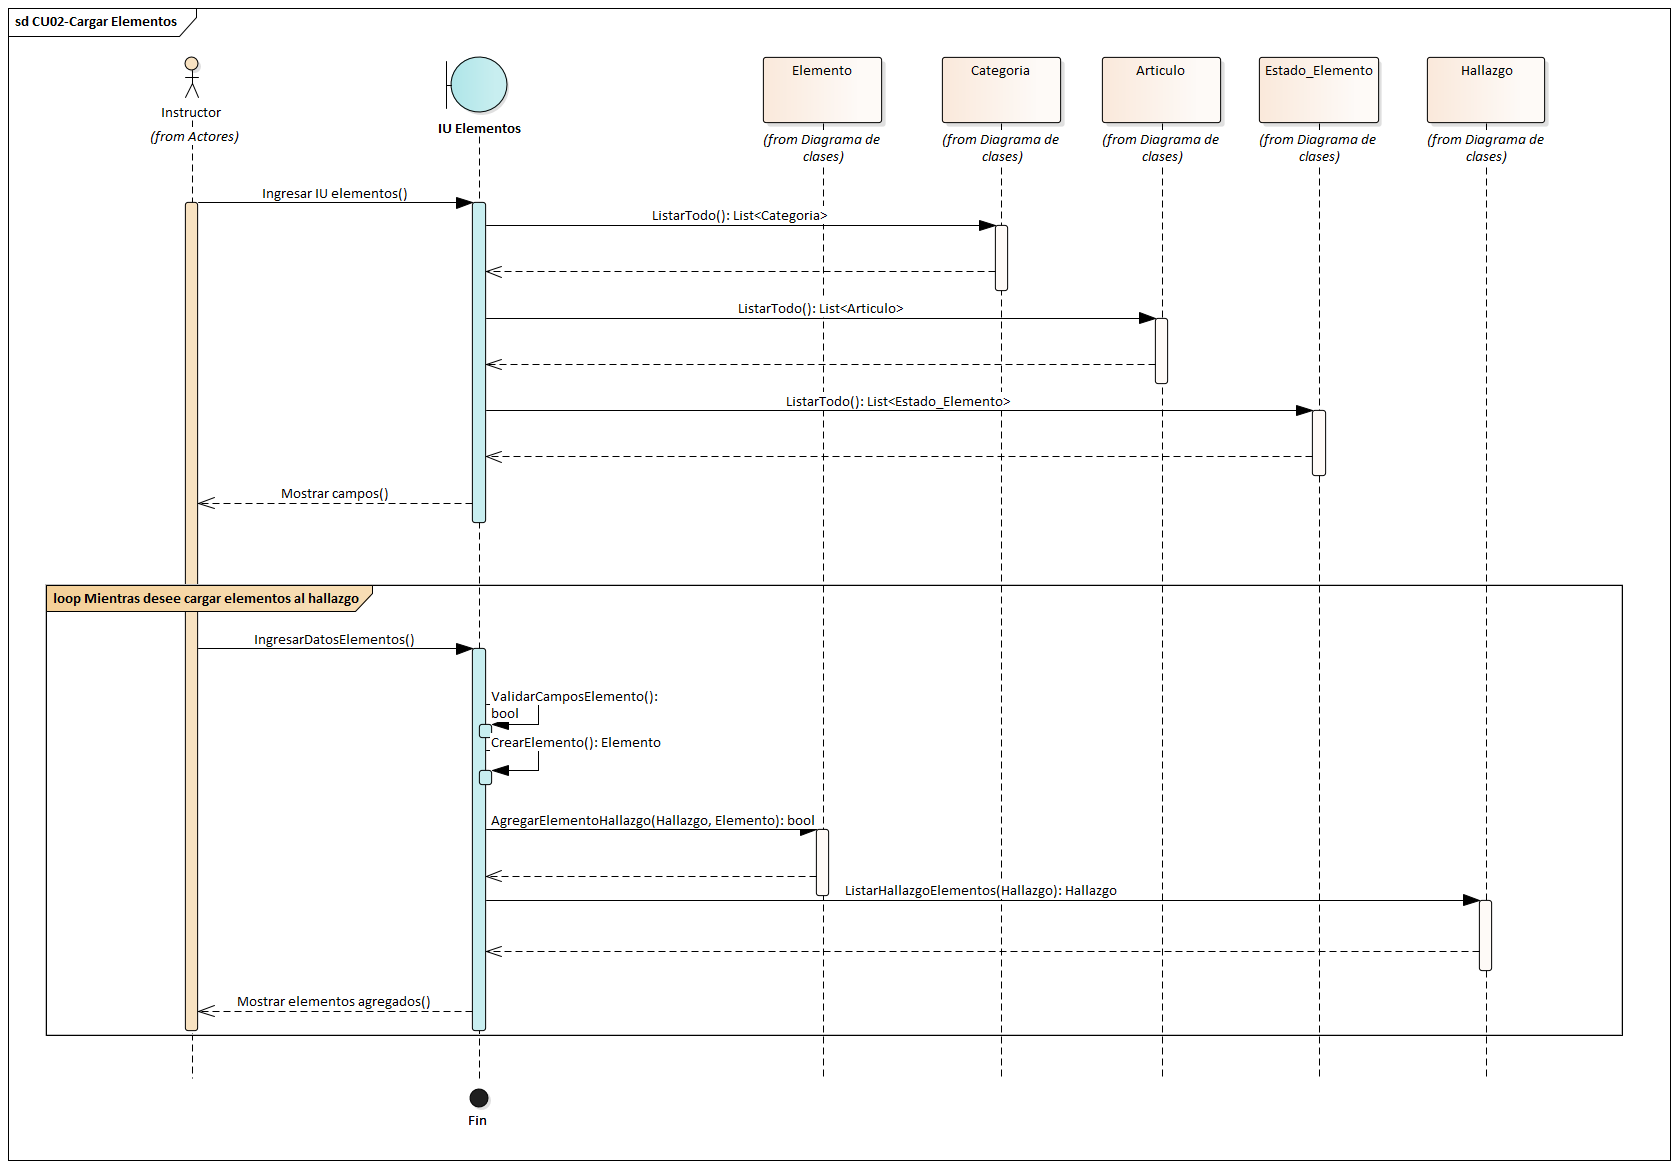 sd CU02-Cargar Elementos
Instructor
(from Actores)
IU Elementos
Elemento
(from Diagrama de
clases)
Categoria
(from Diagrama de
clases)
Articulo
(from Diagrama de
clases)
Estado_Elemento
(from Diagrama de
clases)
Hallazgo
(from Diagrama de
clases)
Ingresar IU elementos()
ListarTodo(): List<Categoria>
ListarTodo(): List<Articulo>
ListarTodo(): List<Estado_Elemento>
Mostrar campos()
loop Mientras desee cargar elementos al hallazgo
IngresarDatosElementos()
ValidarCamposElemento():
bool
CrearElemento(): Elemento
AgregarElementoHallazgo(Hallazgo, Elemento): bool
ListarHallazgoElementos(Hallazgo): Hallazgo
Mostrar elementos agregados()
Fin